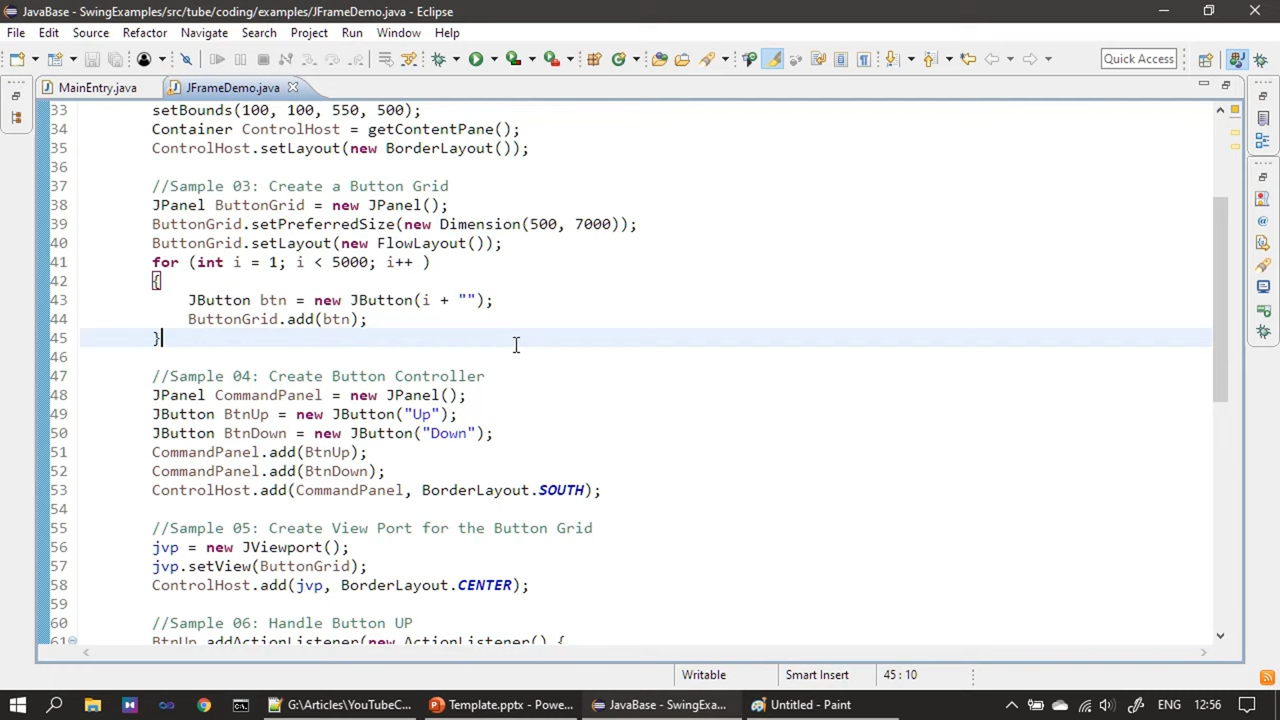 JavaBase - SwingExamples/src/tube/coding/examples/JFrameDemo.java - Eclipse
File Edit Source Refactor Navigate Search Project Run Window Help
Quick Access
MainEntry.java JFrameDemo.java
33 setBounds(100, 100, 550, 500);
34 Container ControlHost = getContentPane();
35 ControlHost.setLayout(new BorderLayout());
36
37 //Sample 03: Create a Button Grid
38 JPanel ButtonGrid = new JPanel();
39 ButtonGrid.setPreferredSize(new Dimension(500, 7000));
40 ButtonGrid.setLayout(new FlowLayout());
41 for (int i = 1; i < 5000; i++ )
42 {
43 JButton btn = new JButton(i + "");
44 ButtonGrid.add(btn);
45 }
46
47 //Sample 04: Create Button Controller
48 JPanel CommandPanel = new JPanel();
49 JButton BtnUp = new JButton("Up");
50 JButton BtnDown = new JButton("Down");
51 CommandPanel.add(BtnUp);
52 CommandPanel.add(BtnDown);
53 ControlHost.add(CommandPanel, BorderLayout.SOUTH);
54
55 //Sample 05: Create View Port for the Button Grid
56 jvp = new JViewport();
57 jvp.setView(ButtonGrid);
58 ControlHost.add(jvp, BorderLayout.CENTER);
59
60 //Sample 06: Handle Button UP
61 BtnUp.addActionListener(new ActionListener() {
Writable Smart Insert 45 : 10
G:\Articles\YouTubeC... Template.pptx - Powe... JavaBase - SwingExa... Untitled - Paint ENG 12:56